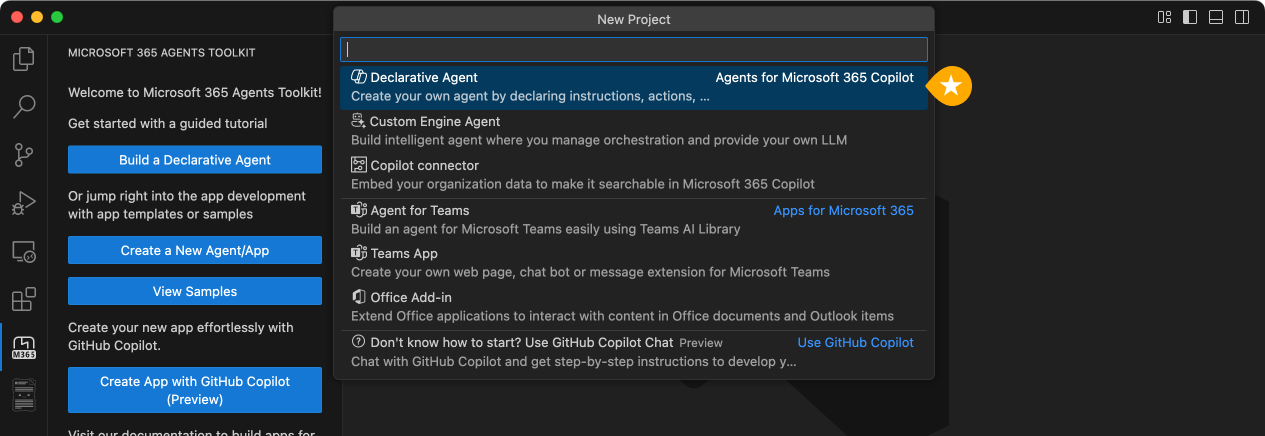 New Project
MICROSOFT 365 AGENTS TOOLKIT
Welcome to Microsoft 365 Agents Toolkit!
Get started with a guided tutorial
Build a Declarative Agent
Or jump right into the app development
with app templates or samples
Create a New Agent/App
View Samples
Create your new app effortlessly with
GitHub Copilot.
Create App with GitHub Copilot
(Preview)
Visit our documentation to build apps for
M365
Declarative Agent Agents for Microsoft 365 Copilot
Create your own agent by declaring instructions, actions, ...
Custom Engine Agent
Build intelligent agent where you manage orchestration and provide your own LLM
Copilot connector
Embed your organization data to make it searchable in Microsoft 365 Copilot
Agent for Teams Apps for Microsoft 365
Build an agent for Microsoft Teams easily using Teams AI Library
Teams App
Create your own web page, chat bot or message extension for Microsoft Teams
Office Add-in
Extend Office applications to interact with content in Office documents and Outlook items
Don't know how to start? Use GitHub Copilot Chat Preview Use GitHub Copilot
Chat with GitHub Copilot and get step-by-step instructions to develop y...